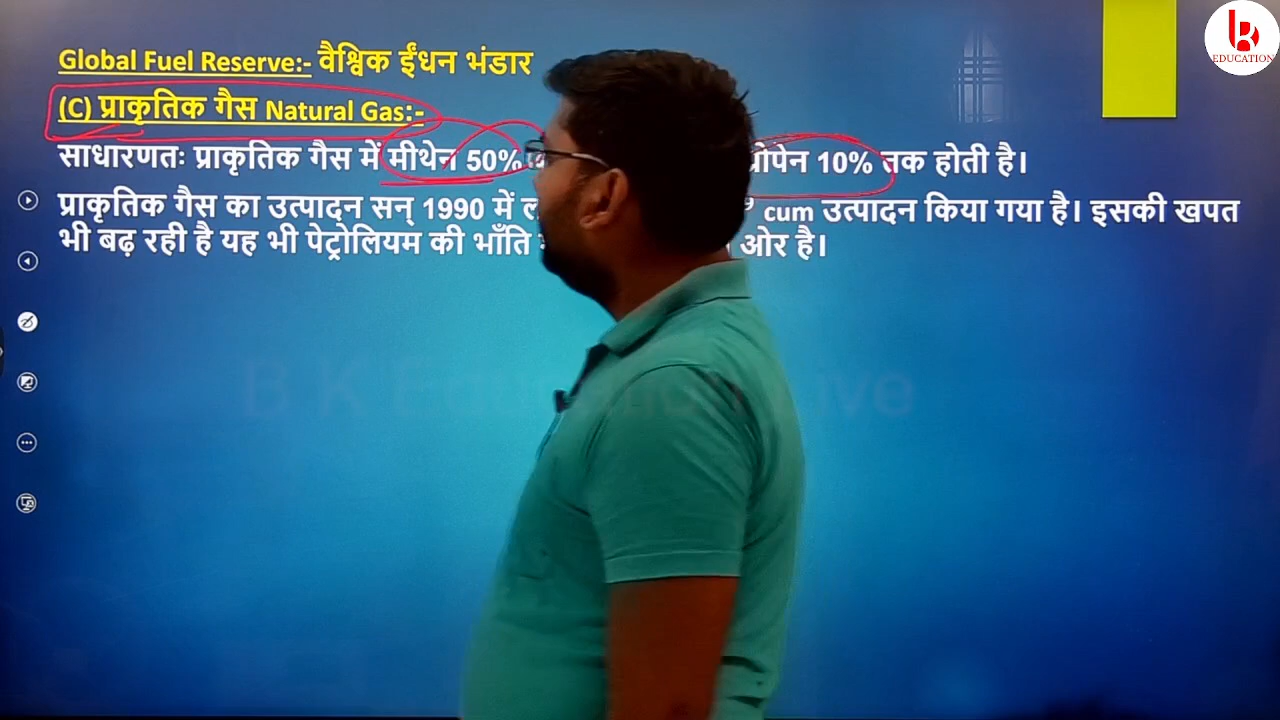 Global Fuel Reserve:- वैश्विक ईंधन भंडार
(C) प्राकृतिक गैस Natural Gas:-
साधारणतः प्राकृतिक गैस में मीथेन 50% 10% तक होती है।
प्राकृतिक गैस का उत्पादन सन् 1990 में cum उत्पादन किया गया है। इसकी खपत
भी बढ़ रही है यह भी पेट्रोलियम की भाँति ओर है।
B K
EDUCATION